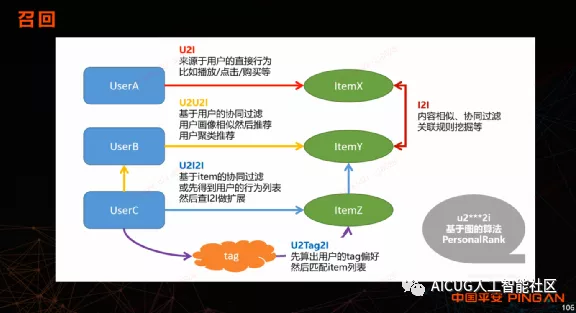 召回
U2I
来源于用户的直接行为
比如播放/点击/购买等
UserA
ItemX
U2U2I
基于用户的协同过滤
用户画像相似然后推荐
用户聚类推荐
I2I
内容相似、协同过滤
关联规则挖掘等
UserB
ItemY
U2I2I
基于item的协同过滤
或先得到用户的行为列表
然后查I2I做扩展
UserC
ItemZ
u2***2i
基于图的算法
PersonalRank
tag
U2Tag2I
先算出用户的tag偏好
然后匹配item列表
AICUG人工智能社区
中国平安 PING AN
106